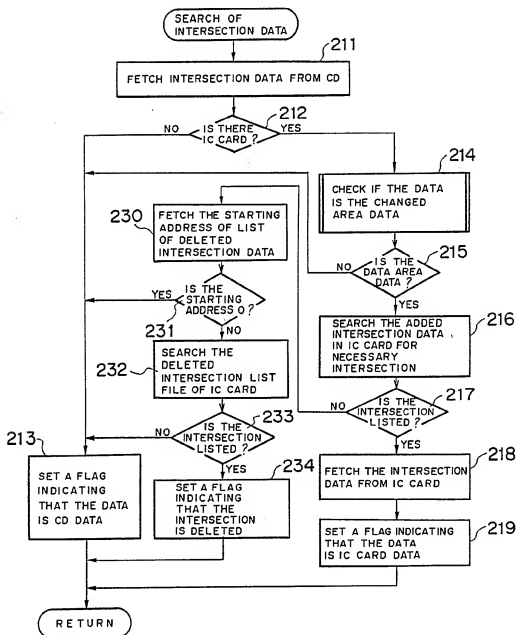 SEARCH OF
INTERSECTION DATA
211
FETCH INTERSECTION DATA FROM CD
212
NO
IS THERE
IC CARD ?
YES
214
CHECK IF THE DATA
IS THE CHANGED
AREA DATA
230
FETCH THE STARTING
ADDRESS OF LIST
OF DELETED
INTERSECTION DATA
215
NO
IS THE
DATA AREA
DATA ?
YES
YES
IS THE
STARTING
ADDRESS O ?
231
NO
216
SEARCH THE ADDED
INTERSECTION DATA
IN IC CARD FOR
NECESSARY
INTERSECTION
232
SEARCH THE
DELETED
INTERSECTION LIST
FILE OF IC CARD
217
IS THE
INTERSECTION
LISTED ?
NO
YES
233
NO
IS THE
INTERSECTION
LISTED ?
YES
218
FETCH THE INTERSECTION
DATA FROM IC CARD
213
SET A FLAG
INDICATING
THAT THE DATA
IS CD DATA
234
SET A FLAG
INDICATING
THAT THE
INTERSECTION
IS DELETED
219
SET A FLAG INDICATING
THAT THE DATA
IS IC CARD DATA
RETURN